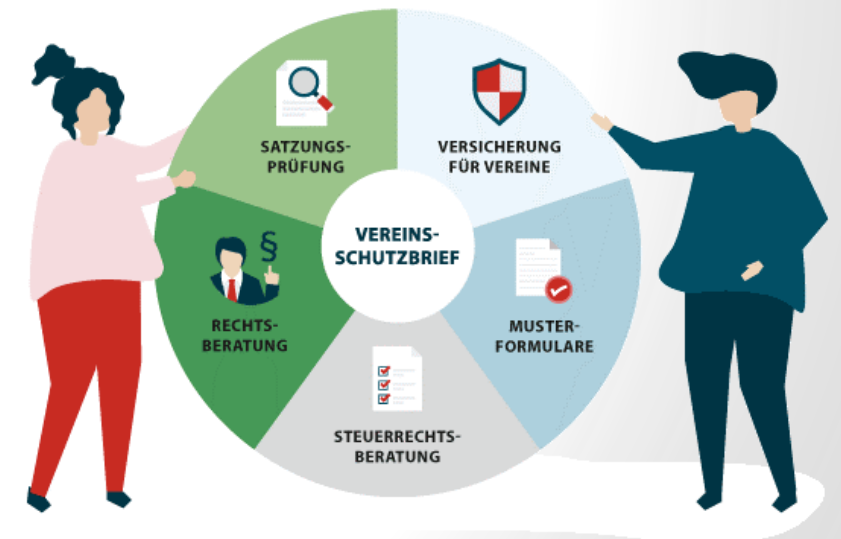 SATZUNGS-
PRÜFUNG
VERSICHERUNG
FÜR VEREINE
VEREINS-
SCHUTZBRIEF
§
RECHTS-
BERATUNG
MUSTER-
FORMULARE
STEUERRECHTS-
BERATUNG